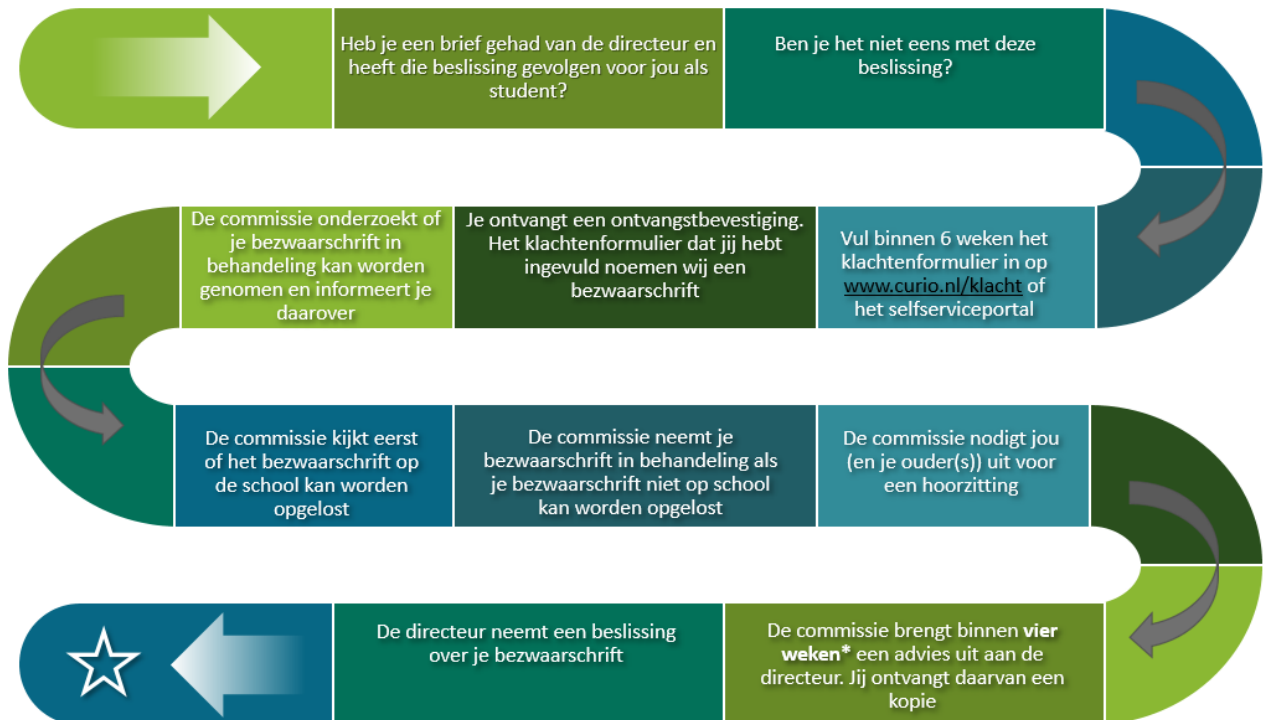 Heb je een brief gehad van de directeur en
heeft die beslissing gevolgen voor jou als
student?
Ben je het niet eens met deze
beslissing?
Vul binnen 6 weken het
klachtenformulier in op
www.curio.nl/klacht of
het selfserviceportal
Je ontvangt een ontvangstbevestiging.
Het klachtenformulier dat jij hebt
ingevuld noemen wij een
bezwaarschrift
De commissie onderzoekt of
je bezwaarschrift in
behandeling kan worden
genomen en informeert je
daarover
De commissie kijkt eerst
of het bezwaarschrift op
de school kan worden
opgelost
De commissie neemt je
bezwaarschrift in behandeling als
je bezwaarschrift niet op school
kan worden opgelost
De commissie nodigt jou
(en je ouder(s)) uit voor
een hoorzitting
De commissie brengt binnen vier
weken* een advies uit aan de
directeur. Jij ontvangt daarvan een
kopie
De directeur neemt een beslissing
over je bezwaarschrift